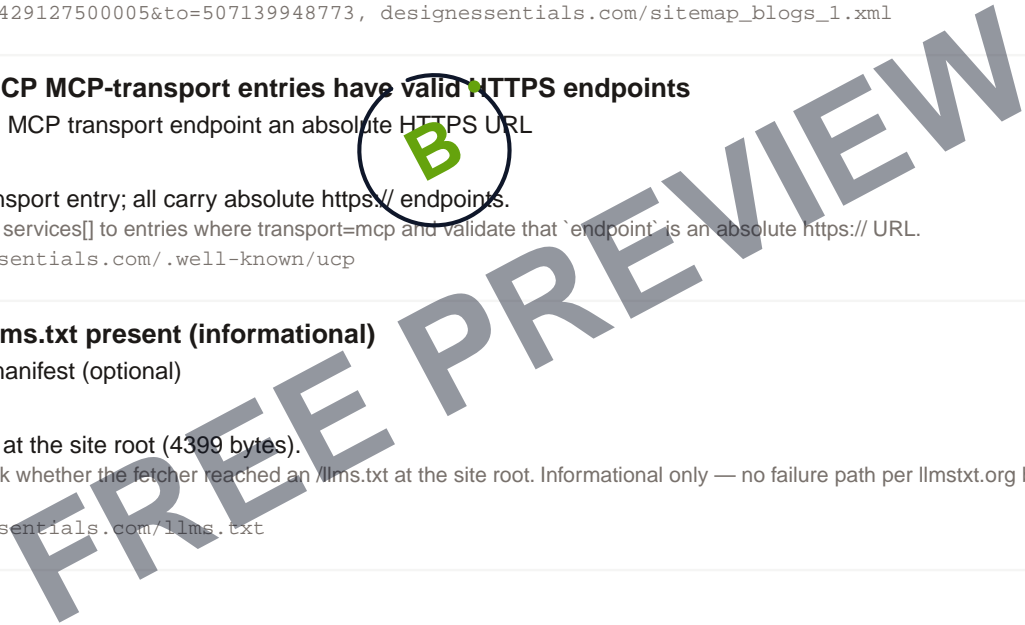 429127500005&to=507139948773, designessentials.com/sitemap_blogs_1.xml
CP MCP-transport entries have valid HTTPS endpoints
MCP transport endpoint an absolute HTTPS URL
B
nsport entry; all carry absolute https:// endpoints.
services[] to entries where transport=mcp and validate that `endpoint` is an absolute https:// URL.
sentials.com/.well-known/ucp
ms.txt present (informational)
anifest (optional)
at the site root (4399 bytes).
k whether the fetcher reached an /llms.txt at the site root. Informational only — no failure path per llmstxt.org
sentials.com/llms.txt
FREE PREVIEW